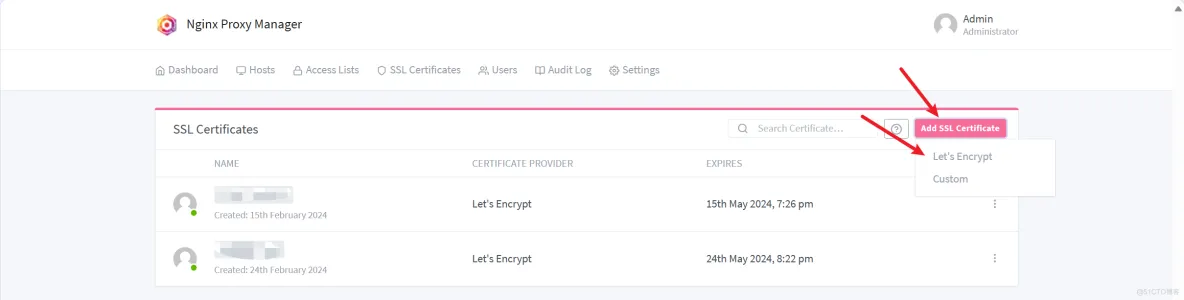 Nginx Proxy Manager
Admin
Administrator
Dashboard Hosts Access Lists SSL Certificates Users Audit Log Settings
SSL Certificates
Search Certificate...
Add SSL Certificate
Let's Encrypt
Custom
NAME CERTIFICATE PROVIDER EXPIRES
Let's Encrypt 15th May 2024, 7:26 pm
Created: 15th February 2024
Let's Encrypt 24th May 2024, 8:22 pm
Created: 24th February 2024
@51CTO博客